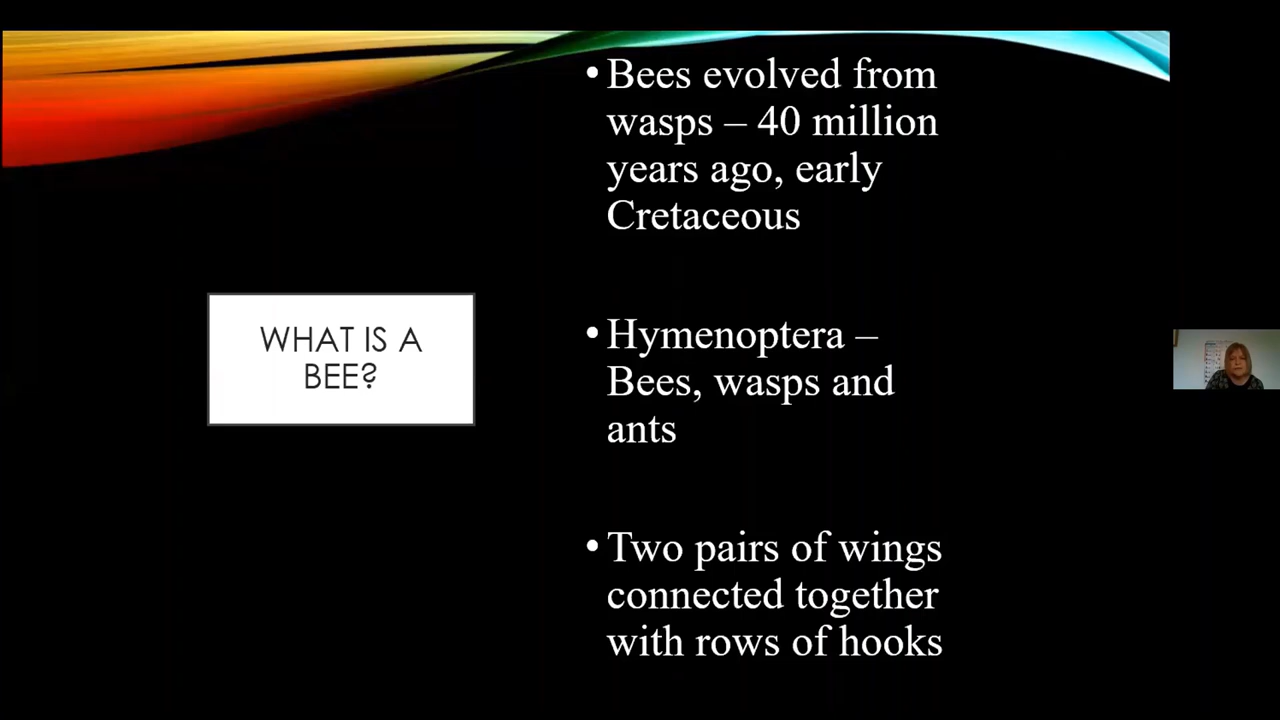 WHAT IS A
BEE?
• Bees evolved from
wasps – 40 million
years ago, early
Cretaceous
• Hymenoptera –
Bees, wasps and
ants
• Two pairs of wings
connected together
with rows of hooks